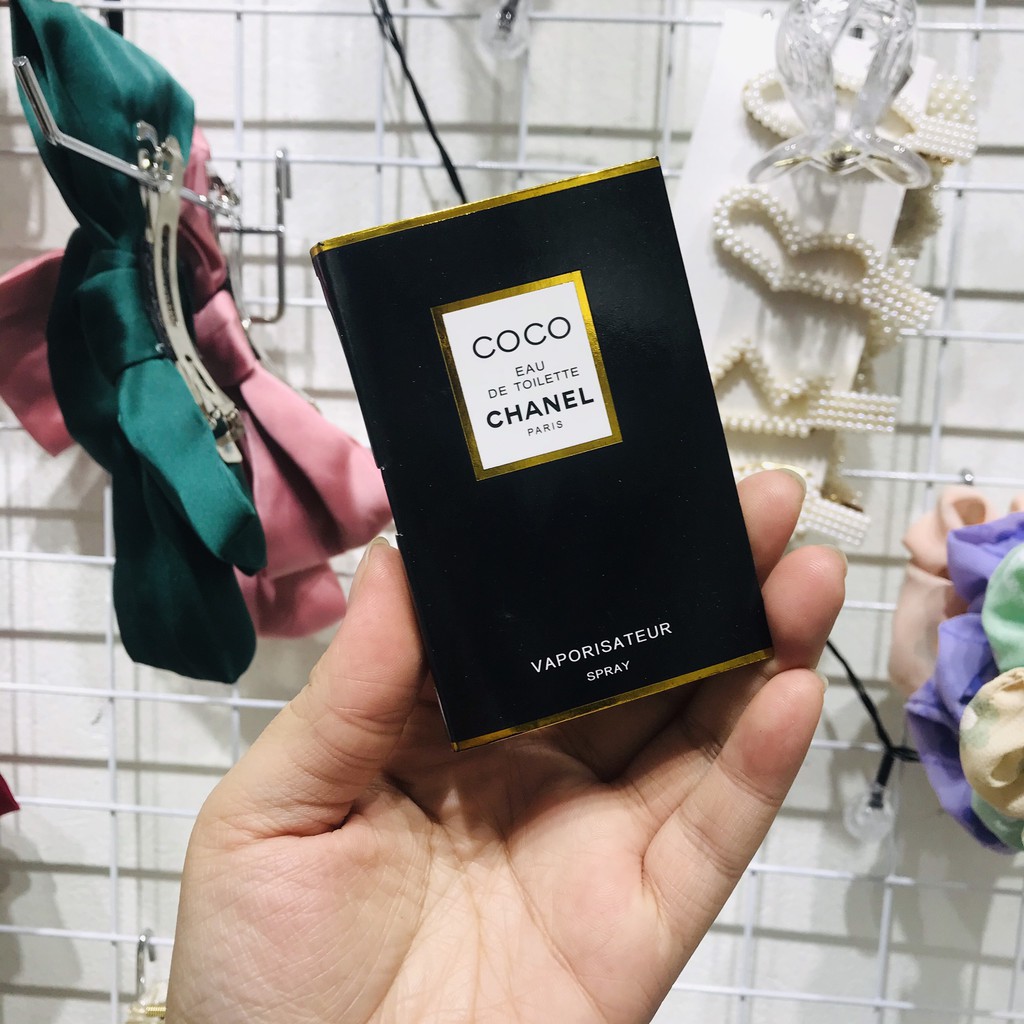 COCO
EAU
DE TOILETTE
CHANEL
PARIS
VAPORISATEUR
SPRAY